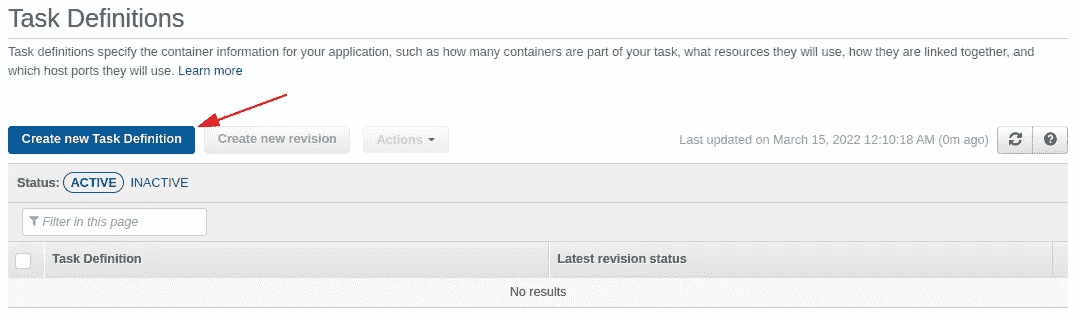 Task Definitions
Task definitions specify the container information for your application, such as how many containers are part of your task, what resources they will use, how they are linked together, and
which host ports they will use. Learn more
Create new Task Definition Create new revision Actions Last updated on March 15, 2022 12:10:18 AM (0m ago)
Status: ACTIVE INACTIVE
Filter in this page
Task Definition Latest revision status
No results